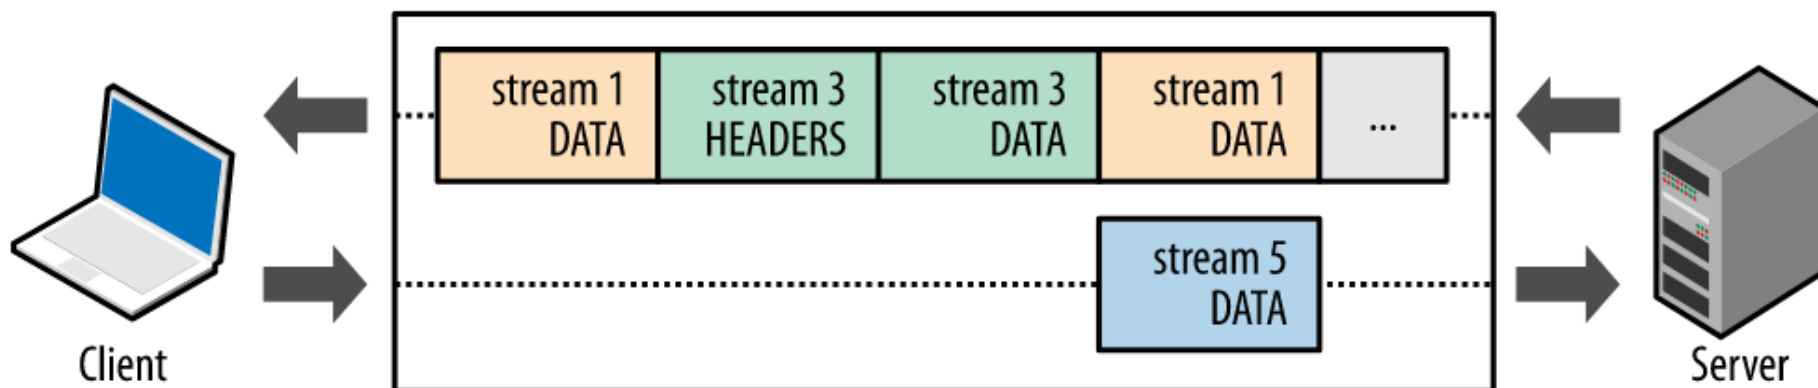 stream 1
DATA
stream 3
HEADERS
stream 3
DATA
stream 1
DATA
...
stream 5
DATA
Client
Server